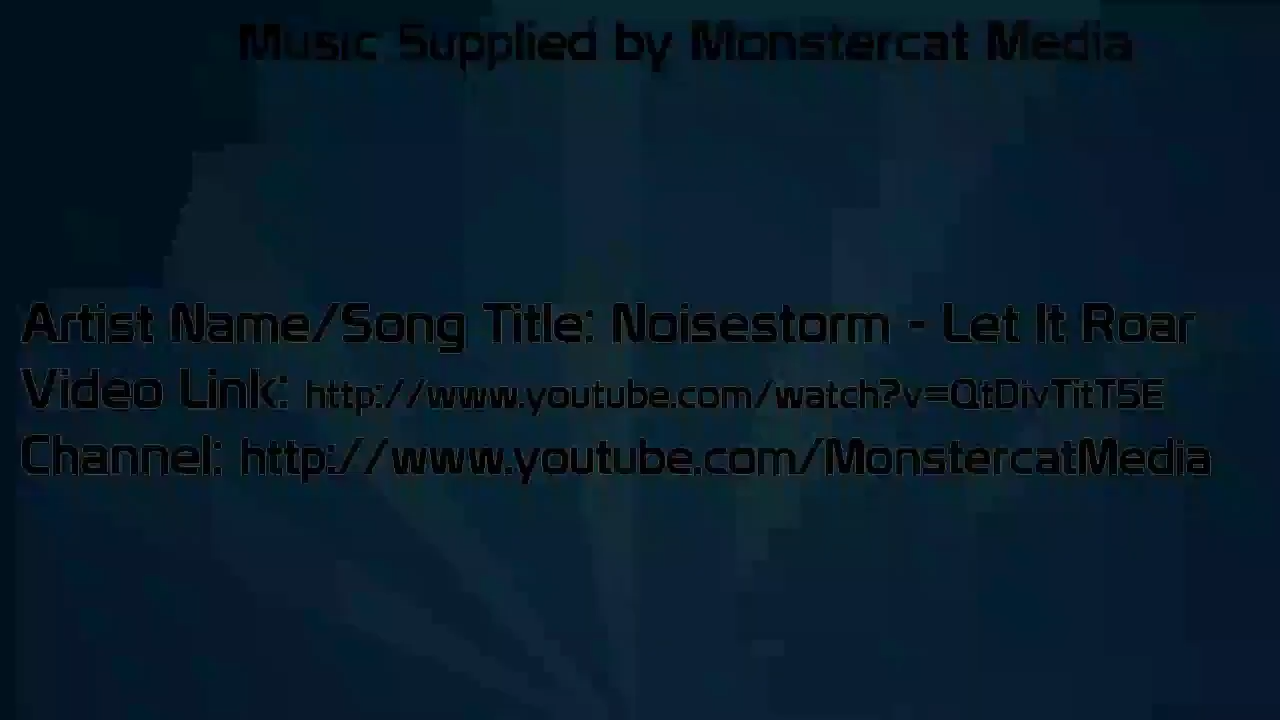 Music Supplied by Monstercat Media
Artist Name/Song Title: Noisestorm - Let It Roar
Video Link: http://www.youtube.com/watch?v=QtDivTitT5E
Channel: http://www.youtube.com/MonstercatMedia